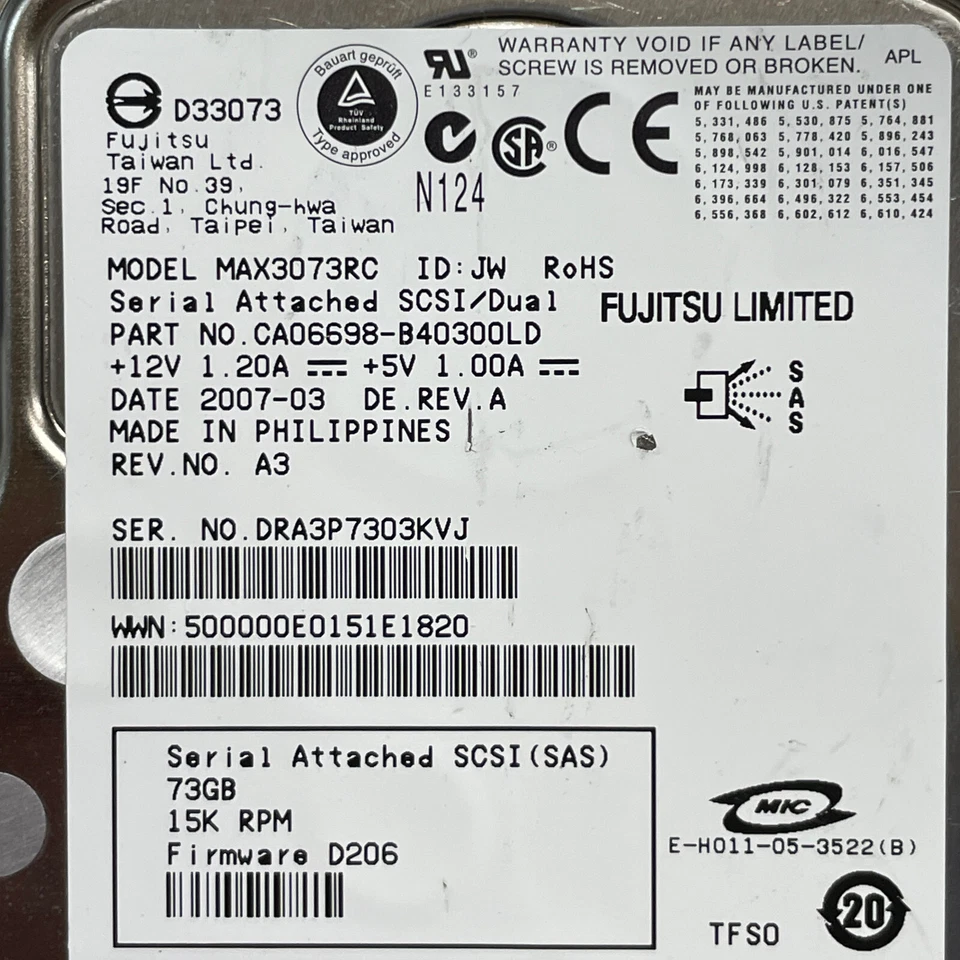 D33073
Fujitsu
Taiwan Ltd.
19F No.39,
Sec.1, Chung-hwa
Road, Taipei, Taiwan
Bauart geprüft
TÜV
Rheinland
Product Safety
Type approved
E133157
N124
WARRANTY VOID IF ANY LABEL/
SCREW IS REMOVED OR BROKEN.
APL
MAY BE MANUFACTURED UNDER ONE
OF FOLLOWING U.S. PATENT(S)
5,331,486 5,530,875 5,764,881
5,768,063 5,778,420 5,896,243
5,898,542 5,901,014 6,016,547
6,124,998 6,128,153 6,157,506
6,173,339 6,301,079 6,351,345
6,396,664 6,496,322 6,553,454
6,556,368 6,602,612 6,610,424
MODEL MAX3073RC ID:JW RoHS
Serial Attached SCSI/Dual
FUJITSU LIMITED
PART NO.CA06698-B40300LD
+12V 1.20A +5V 1.00A
DATE 2007-03 DE.REV.A
MADE IN PHILIPPINES
REV.NO. A3
SAS
SER. NO.DRA3P7303KVJ
WWN:500000E0151E1820
Serial Attached SCSI(SAS)
73GB
15K RPM
Firmware D206
MIC
E-H011-05-3522(B)
TFSO
20